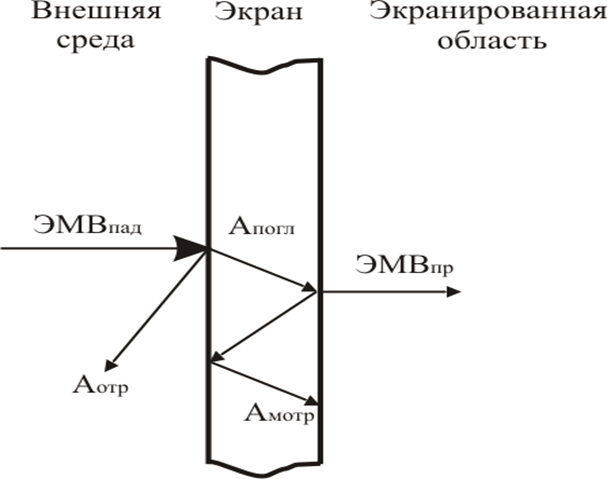 Внешняя
среда
Экран
Экранированная
область
ЭМВпад
Апогл
ЭМВпр
Аотр
Амотр